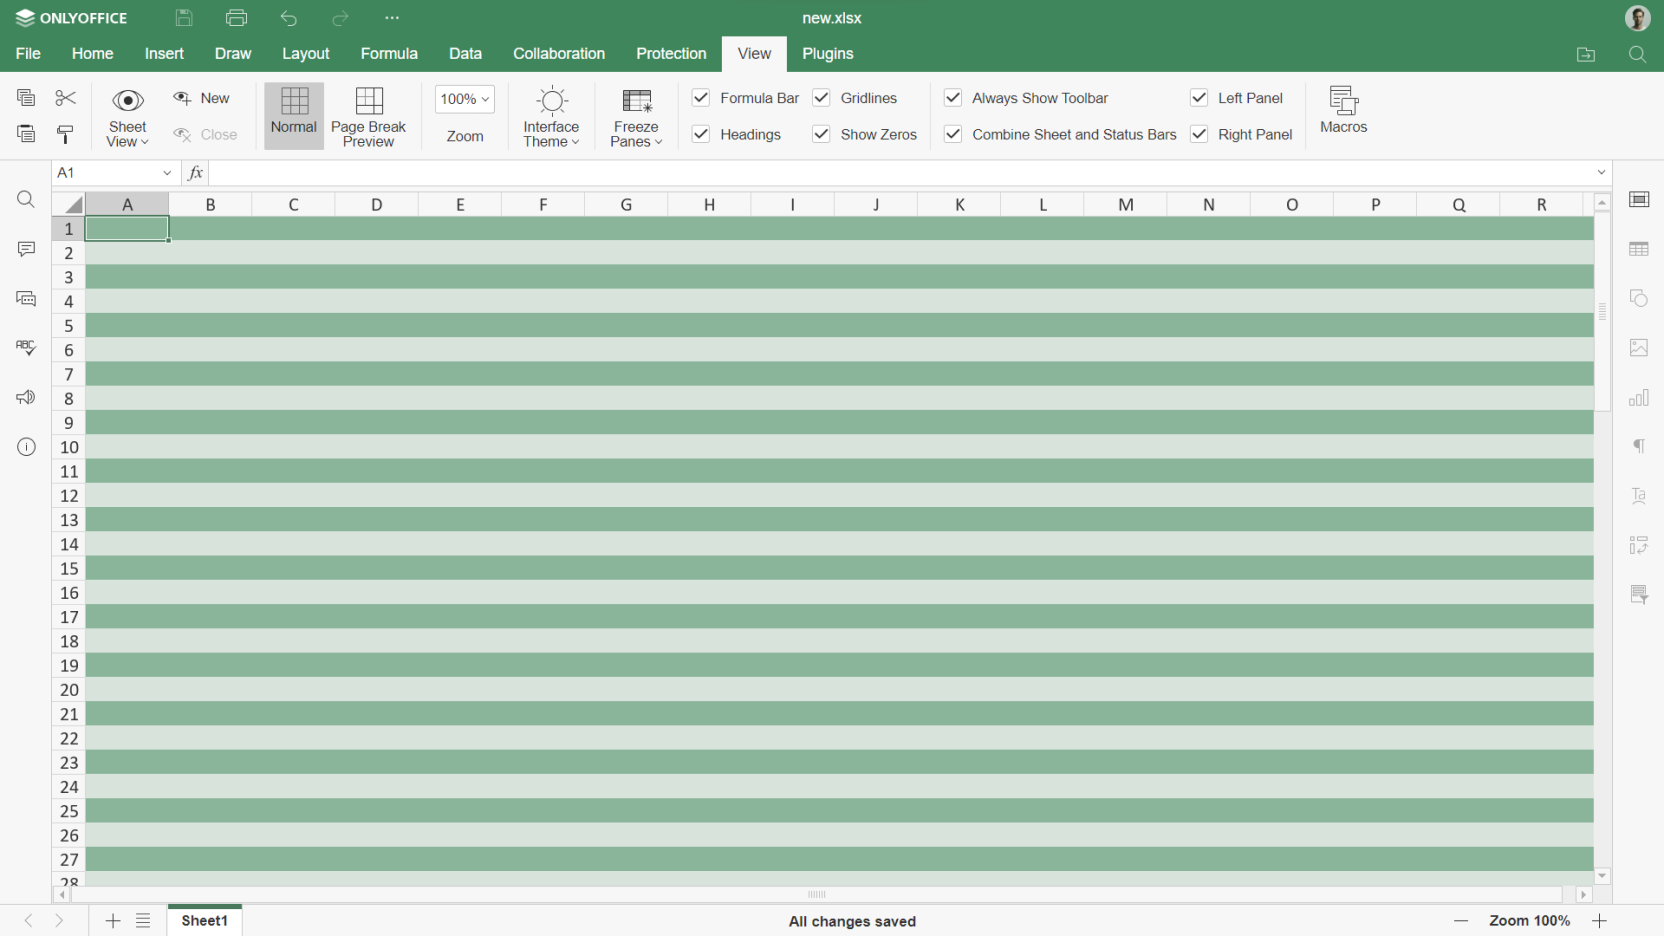 ONLYOFFICE
new.xlsx
File Home Insert Draw Layout Formula Data Collaboration Protection View Plugins
Sheet View
New
Close
Normal
Page Break Preview
100%
Zoom
Interface Theme
Freeze Panes
Formula Bar
Headings
Gridlines
Show Zeros
Always Show Toolbar
Combine Sheet and Status Bars
Left Panel
Right Panel
Macros
A1 fx
A B C D E F G H I J K L M N O P Q R
1
2
3
4
5
6
7
8
9
10
11
12
13
14
15
16
17
18
19
20
21
22
23
24
25
26
27
28
ABC
Ta
Sheet1
All changes saved
Zoom 100%